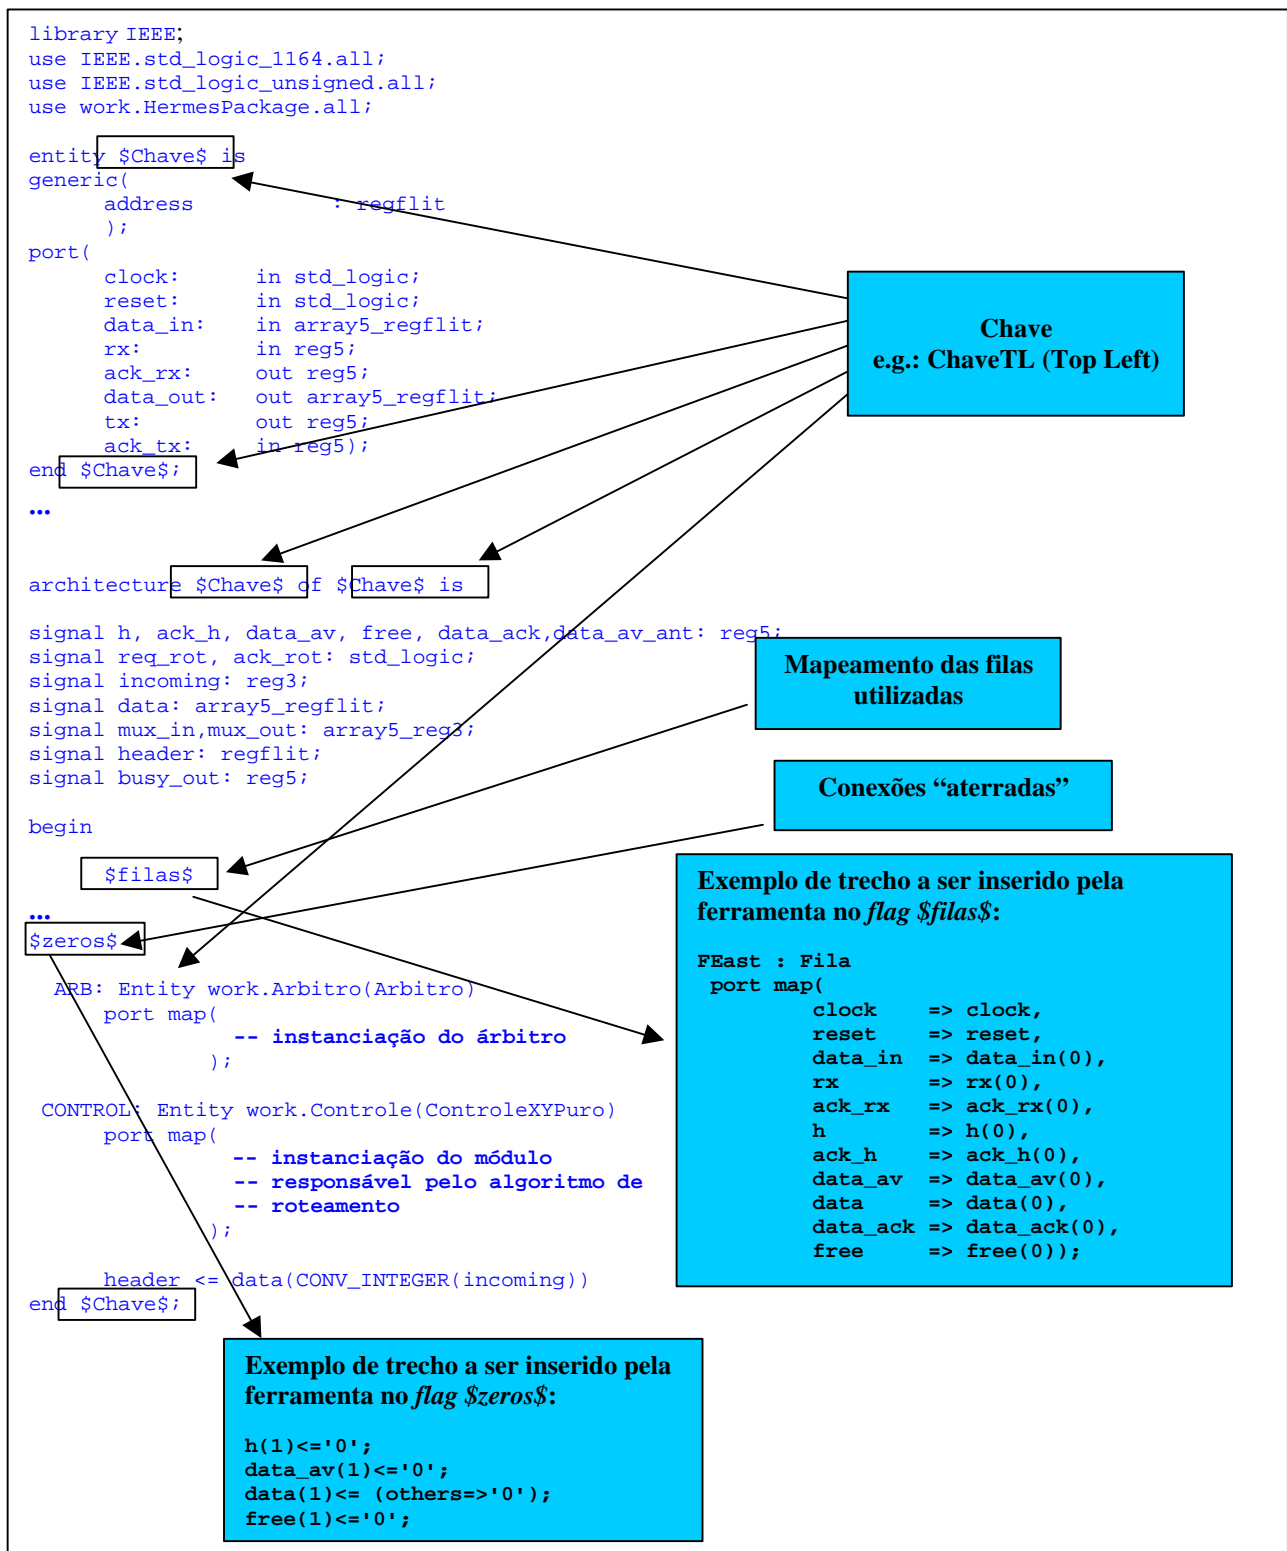 library IEEE;
use IEEE.std_logic_1164.all;
use IEEE.std_logic_unsigned.all;
use work.HermesPackage.all;
entity $Chave$ is
generic(
address : regflit
);
port(
clock: in std_logic;
reset: in std_logic;
data_in: in array5_regflit;
rx: in reg5;
ack_rx: out reg5;
data_out: out array5_regflit;
tx: out reg5;
ack_tx: in reg5);
end $Chave$;
...
architecture $Chave$ of $Chave$ is
signal h, ack_h, data_av, free, data_ack,data_av_ant: reg5;
signal req_rot, ack_rot: std_logic;
signal incoming: reg3;
signal data: array5_regflit;
signal mux_in,mux_out: array5_reg3;
signal header: regflit;
signal busy_out: reg5;
begin
$filas$
...
$zeros$
ARB: Entity work.Arbitro(Arbitro)
port map(
-- instanciação do árbitro
);
CONTROL: Entity work.Controle(ControleXYPuro)
port map(
-- instanciação do módulo
-- responsável pelo algoritmo de
-- roteamento
);
header <= data(CONV_INTEGER(incoming))
end $Chave$;
Chave
e.g.: ChaveTL (Top Left)
Mapeamento das filas
utilizadas
Conexões “aterradas”
Exemplo de trecho a ser inserido pela
ferramenta no flag $filas$:
FEast : Fila
port map(
clock => clock,
reset => reset,
data_in => data_in(0),
rx => rx(0),
ack_rx => ack_rx(0),
h => h(0),
ack_h => ack_h(0),
data_av => data_av(0),
data => data(0),
data_ack => data_ack(0),
free => free(0));
Exemplo de trecho a ser inserido pela
ferramenta no flag $zeros$:
h(1)<='0';
data_av(1)<='0';
data(1)<= (others=>'0');
free(1)<='0';